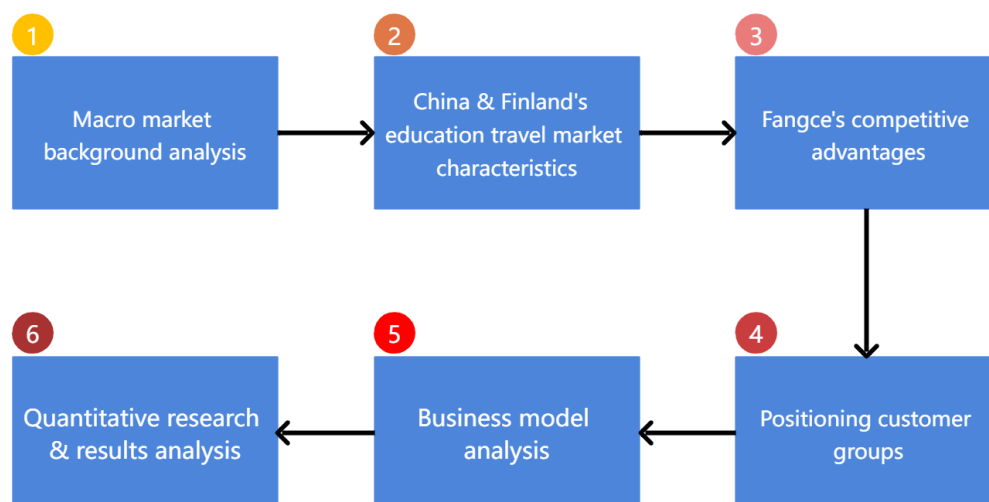 1
Macro market
background analysis
2
China & Finland's
education travel market
characteristics
3
Fangce's competitive
advantages
4
Positioning customer
groups
5
Business model
analysis
6
Quantitative research
& results analysis